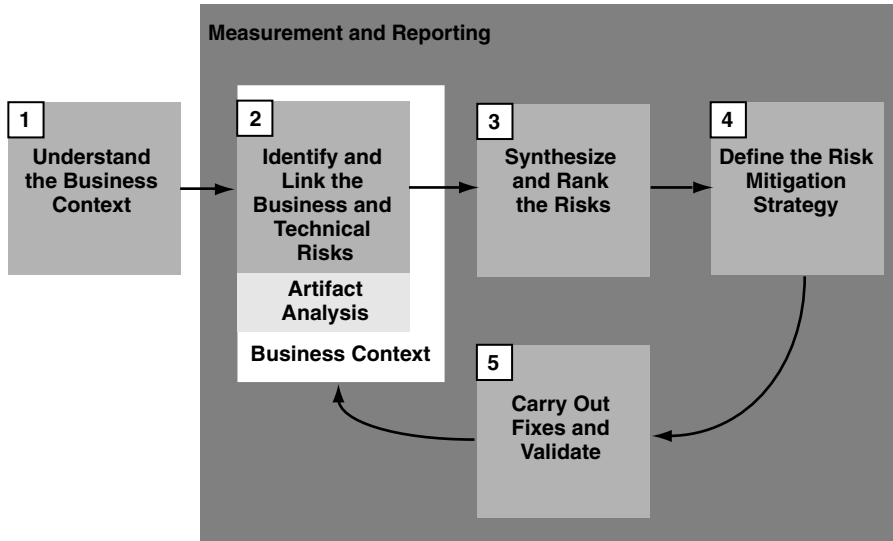 Measurement and Reporting
1
Understand
the Business
Context
2
Identify and
Link the
Business and
Technical
Risks
Artifact
Analysis
Business Context
3
Synthesize
and Rank
the Risks
4
Define the Risk
Mitigation
Strategy
5
Carry Out
Fixes and
Validate